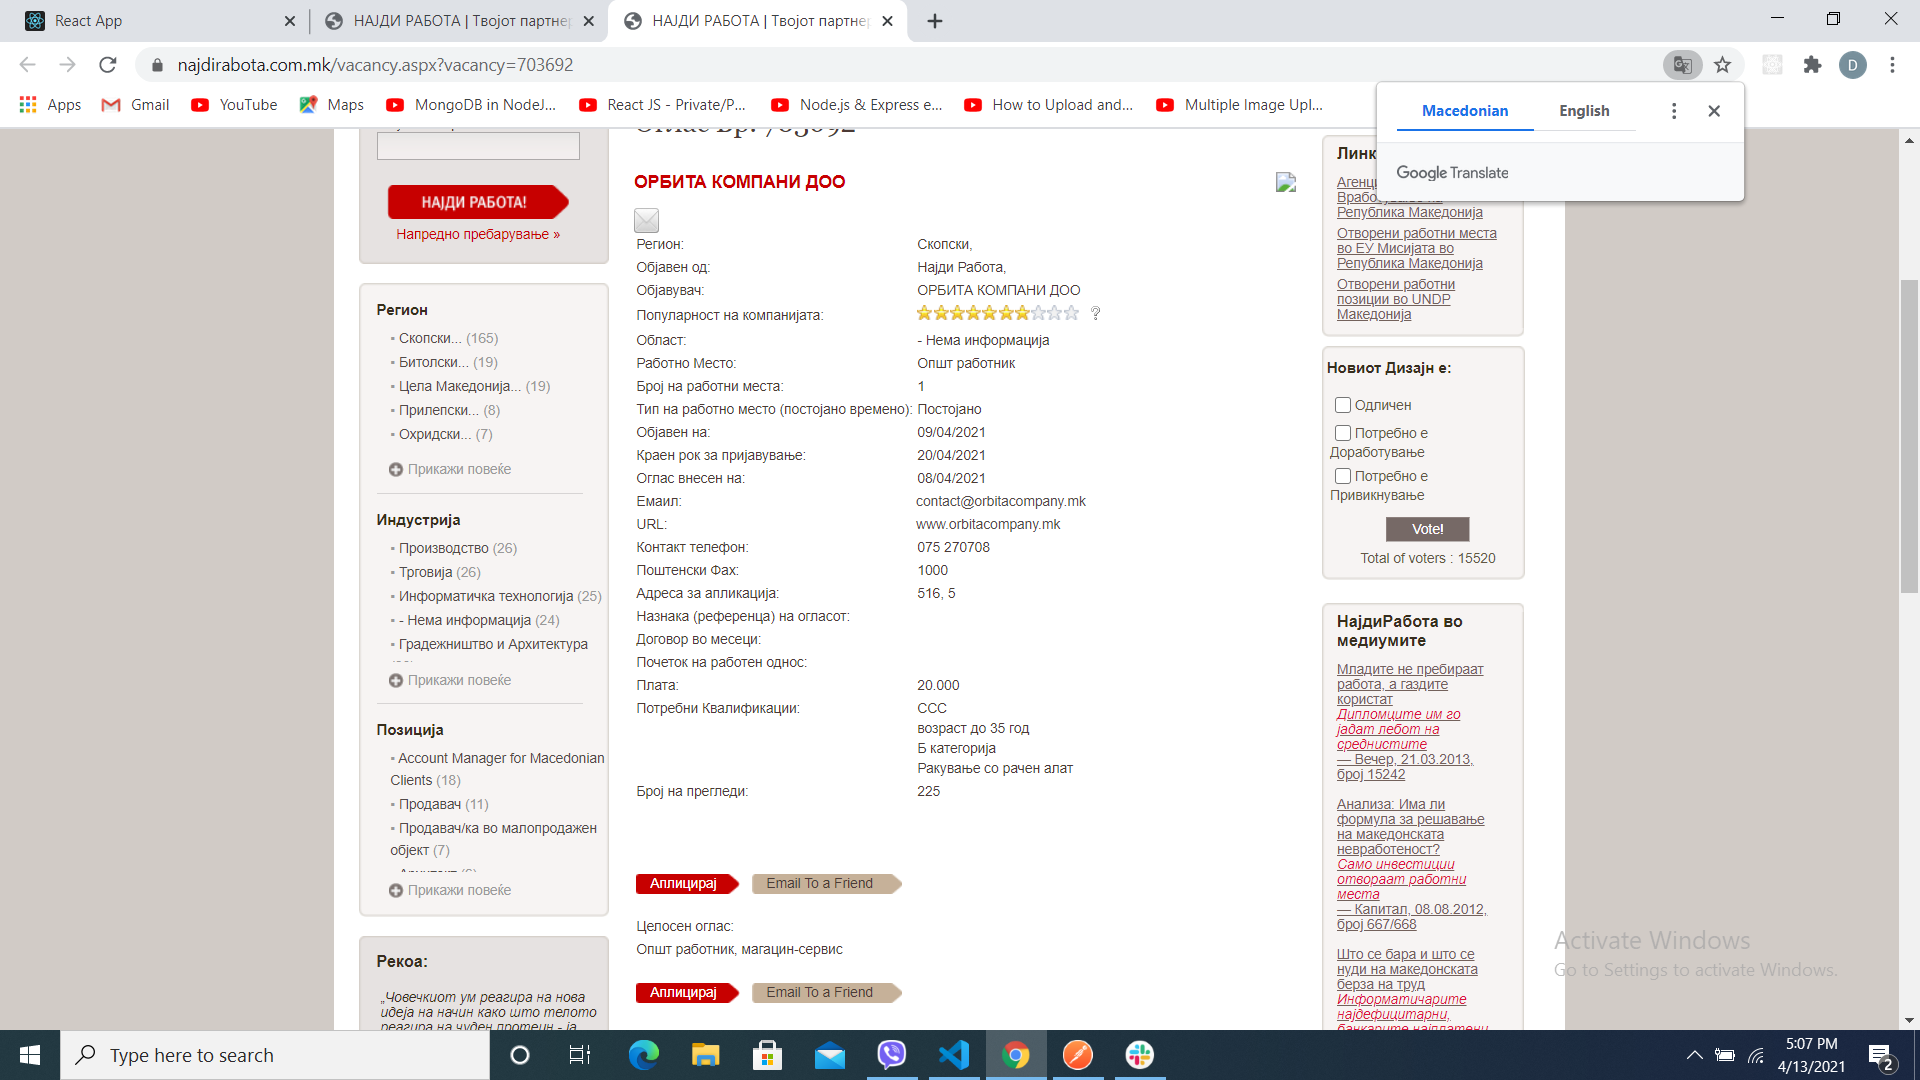 React App
НАЈДИ РАБОТА | Твојот партнер
НАЈДИ РАБОТА | Твојот партнер
najdirabota.com.mk/vacancy.aspx?vacancy=703692
D
Apps
Gmail
YouTube
Maps
MongoDB in NodeJ...
React JS - Private/P...
Node.js & Express e...
How to Upload and...
Multiple Image Upl...
Macedonian
English
Google Translate
НАЈДИ РАБОТА!
Напредно пребарување »
Регион
Скопски... (165)
Битолски... (19)
Цела Македонија... (19)
Прилепски... (8)
Охридски... (7)
Прикажи повеќе
Индустрија
Производство (26)
Трговија (26)
Информатичка технологија (25)
- Нема информација (24)
Градежништво и Архитектура
Прикажи повеќе
Позиција
Account Manager for Macedonian
Clients (18)
Продавач (11)
Продавач/ка во малопродажен
објект (7)
Прикажи повеќе
Рекоа:
„Човечкиот ум реагира на нова
идеја на начин како што телото
реагира на чуден протеин - ја
Оглас Бр. 703692
ОРБИТА КОМПАНИ ДОО
Регион: Скопски,
Објавен од: Најди Работа,
Објавувач: ОРБИТА КОМПАНИ ДОО
Популарност на компанијата: ?
Област: - Нема информација
Работно Место: Општ работник
Број на работни места: 1
Тип на работно место (постојано времено): Постојано
Објавен на: 09/04/2021
Краен рок за пријавување: 20/04/2021
Оглас внесен на: 08/04/2021
Емаил: contact@orbitacompany.mk
URL: www.orbitacompany.mk
Контакт телефон: 075 270708
Поштенски Фах: 1000
Адреса за апликација: 516, 5
Назнака (референца) на огласот:
Договор во месеци:
Почеток на работен однос:
Плата: 20.000
Потребни Квалификации: ССС
возраст до 35 год
Б категорија
Ракување со рачен алат
Број на прегледи: 225
Аплицирај Email To a Friend
Целосен оглас:
Општ работник, магацин-сервис
Аплицирај Email To a Friend
Република Македонија
Отворени работни места
во ЕУ Мисијата во
Република Македонија
Отворени работни
позиции во UNDP
Македонија
Новиот Дизајн е:
Одличен
Потребно е
Доработување
Потребно е
Привикнување
Vote!
Total of voters : 15520
НајдиРабота во
медиумите
Младите не пребираат
работа, а газдите
користат
Дипломците им го
јадат лебот на
среднистите
— Вечер, 21.03.2013,
број 15242
Анализа: Има ли
формула за решавање
на македонската
невработеност?
Само инвестиции
отвораат работни
места
— Капитал, 08.08.2012,
број 667/668
Што се бара и што се
нуди на македонската
берза на труд
Информатичарите
најдефицитарни,
банкарите најплатени
Activate Windows
Go to Settings to activate Windows.
Type here to search
5:07 PM
4/13/2021
2